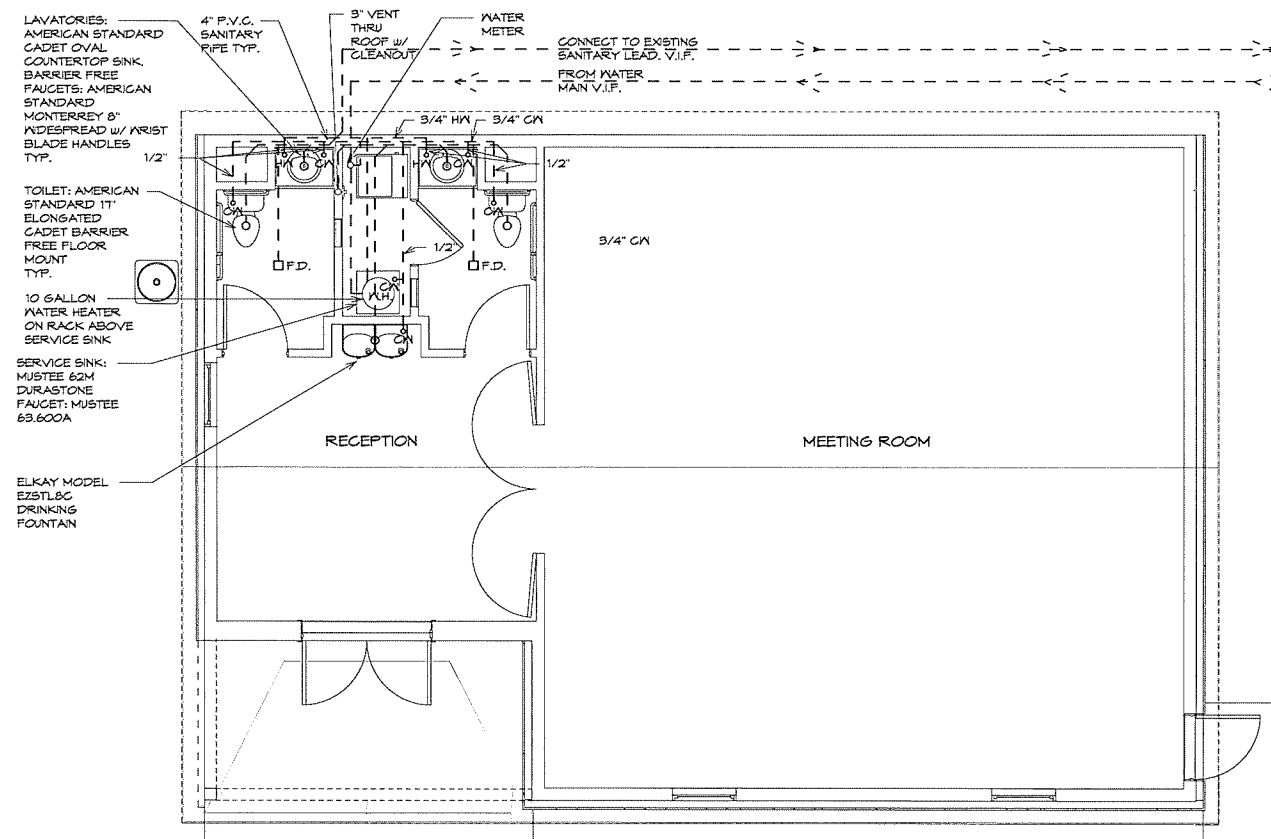 LAVATORIES:
AMERICAN STANDARD
CADET OVAL
COUNTERTOP SINK.
BARRIER FREE
FAUCETS: AMERICAN
STANDARD
MONTERREY 8"
WIDESPREAD W/ WRIST
BLADE HANDLES
TYP.
4" P.V.C.
SANITARY
PIPE TYP.
3" VENT
THRU
ROOF W/
CLEANOUT
WATER
METER
CONNECT TO EXISTING
SANITARY LEAD. V.I.F.
FROM WATER
MAIN V.I.F.
3/4" HW
3/4" CW
1/2"
1/2"
HW
CW
HW
CW
TOILET: AMERICAN
STANDARD 17"
ELONGATED
CADET BARRIER
FREE FLOOR
MOUNT
TYP.
CW
CW
3/4" CW
1/2"
F.D.
F.D.
10 GALLON
WATER HEATER
ON RACK ABOVE
SERVICE SINK
CW
W.H.
CW
SERVICE SINK:
MUSTEE 62M
DURASTONE
FAUCET: MUSTEE
63.600A
RECEPTION
MEETING ROOM
ELKAY MODEL
EZSTL8C
DRINKING
FOUNTAIN